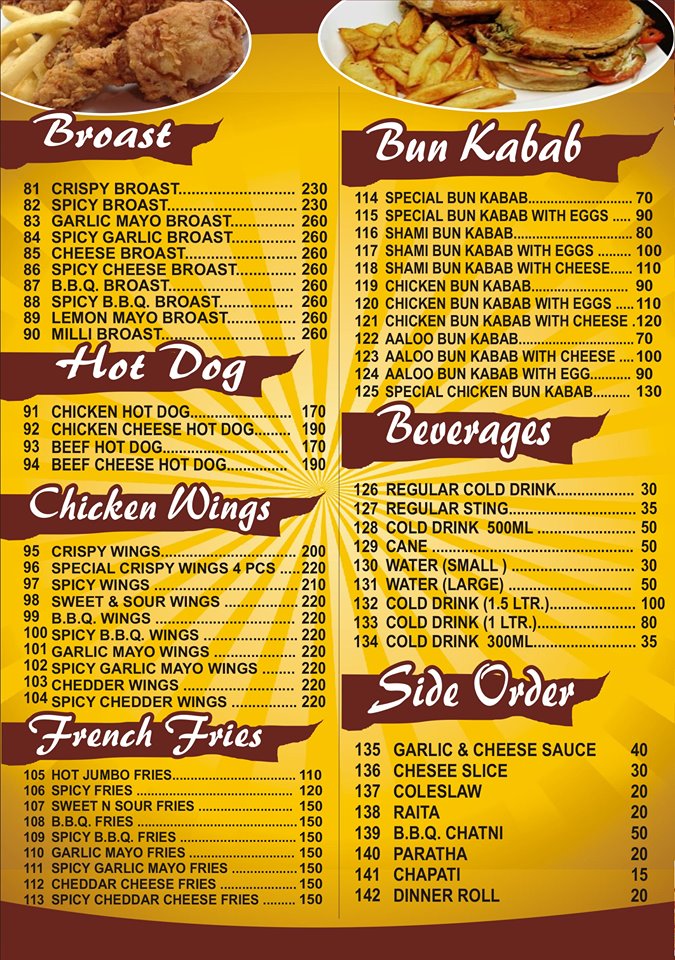 Broast
81 CRISPY BROAST........................... 230
82 SPICY BROAST.............................. 230
83 GARLIC MAYO BROAST............... 260
84 SPICY GARLIC BROAST............... 260
85 CHEESE BROAST......................... 260
86 SPICY CHEESE BROAST.............. 260
87 B.B.Q. BROAST............................. 260
88 SPICY B.B.Q. BROAST................. 260
89 LEMON MAYO BROAST................ 260
90 MILLI BROAST............................... 260
Hot Dog
91 CHICKEN HOT DOG........................ 170
92 CHICKEN CHEESE HOT DOG........ 190
93 BEEF HOT DOG.............................. 170
94 BEEF CHEESE HOT DOG............... 190
Chicken Wings
95 CRISPY WINGS............................... 200
96 SPECIAL CRISPY WINGS 4 PCS .....220
97 SPICY WINGS ................................ 210
98 SWEET & SOUR WINGS ................ 220
99 B.B.Q. WINGS ................................ 220
100 SPICY B.B.Q. WINGS .................... 220
101 GARLIC MAYO WINGS .................. 220
102 SPICY GARLIC MAYO WINGS ....... 220
103 CHEDDER WINGS ........................ 220
104 SPICY CHEDDER WINGS .............. 220
French Fries
105 HOT JUMBO FRIES............................... 110
106 SPICY FRIES ........................................ 120
107 SWEET N SOUR FRIES ....................... 150
108 B.B.Q. FRIES ....................................... 150
109 SPICY B.B.Q. FRIES ............................ 150
110 GARLIC MAYO FRIES .......................... 150
111 SPICY GARLIC MAYO FRIES ................ 150
112 CHEDDAR CHEESE FRIES ................... 150
113 SPICY CHEDDAR CHEESE FRIES ......... 150
Bun Kabab
114 SPECIAL BUN KABAB............................ 70
115 SPECIAL BUN KABAB WITH EGGS ..... 90
116 SHAMI BUN KABAB............................... 80
117 SHAMI BUN KABAB WITH EGGS ......... 100
118 SHAMI BUN KABAB WITH CHEESE...... 110
119 CHICKEN BUN KABAB.......................... 90
120 CHICKEN BUN KABAB WITH EGGS .....110
121 CHICKEN BUN KABAB WITH CHEESE .120
122 AALOO BUN KABAB...............................70
123 AALOO BUN KABAB WITH CHEESE ....100
124 AALOO BUN KABAB WITH EGG......... 90
125 SPECIAL CHICKEN BUN KABAB.......... 130
Beverages
126 REGULAR COLD DRINK.................. 30
127 REGULAR STING............................. 35
128 COLD DRINK 500ML ...................... 50
129 CANE .............................................. 50
130 WATER (SMALL ) ............................ 30
131 WATER (LARGE) ............................. 50
132 COLD DRINK (1.5 LTR.).................... 100
133 COLD DRINK (1 LTR.)...................... 80
134 COLD DRINK 300ML...................... 35
Side Order
135 GARLIC & CHEESE SAUCE 40
136 CHESEE SLICE 30
137 COLESLAW 20
138 RAITA 20
139 B.B.Q. CHATNI 50
140 PARATHA 20
141 CHAPATI 15
142 DINNER ROLL 20